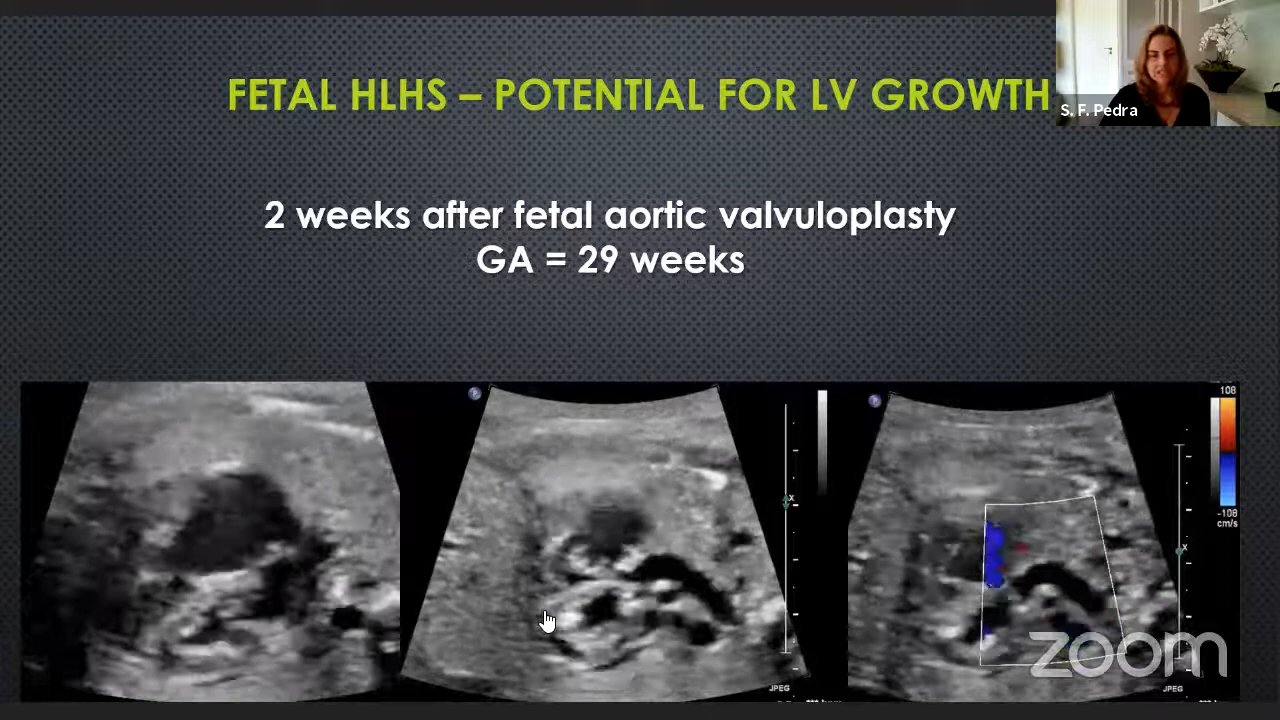 FETAL HLHS – POTENTIAL FOR LV GROWTH
S. F. Pedra
2 weeks after fetal aortic valvuloplasty
GA = 29 weeks
108
-108
cm/s
x
x
JPEG
JPEG
zoom